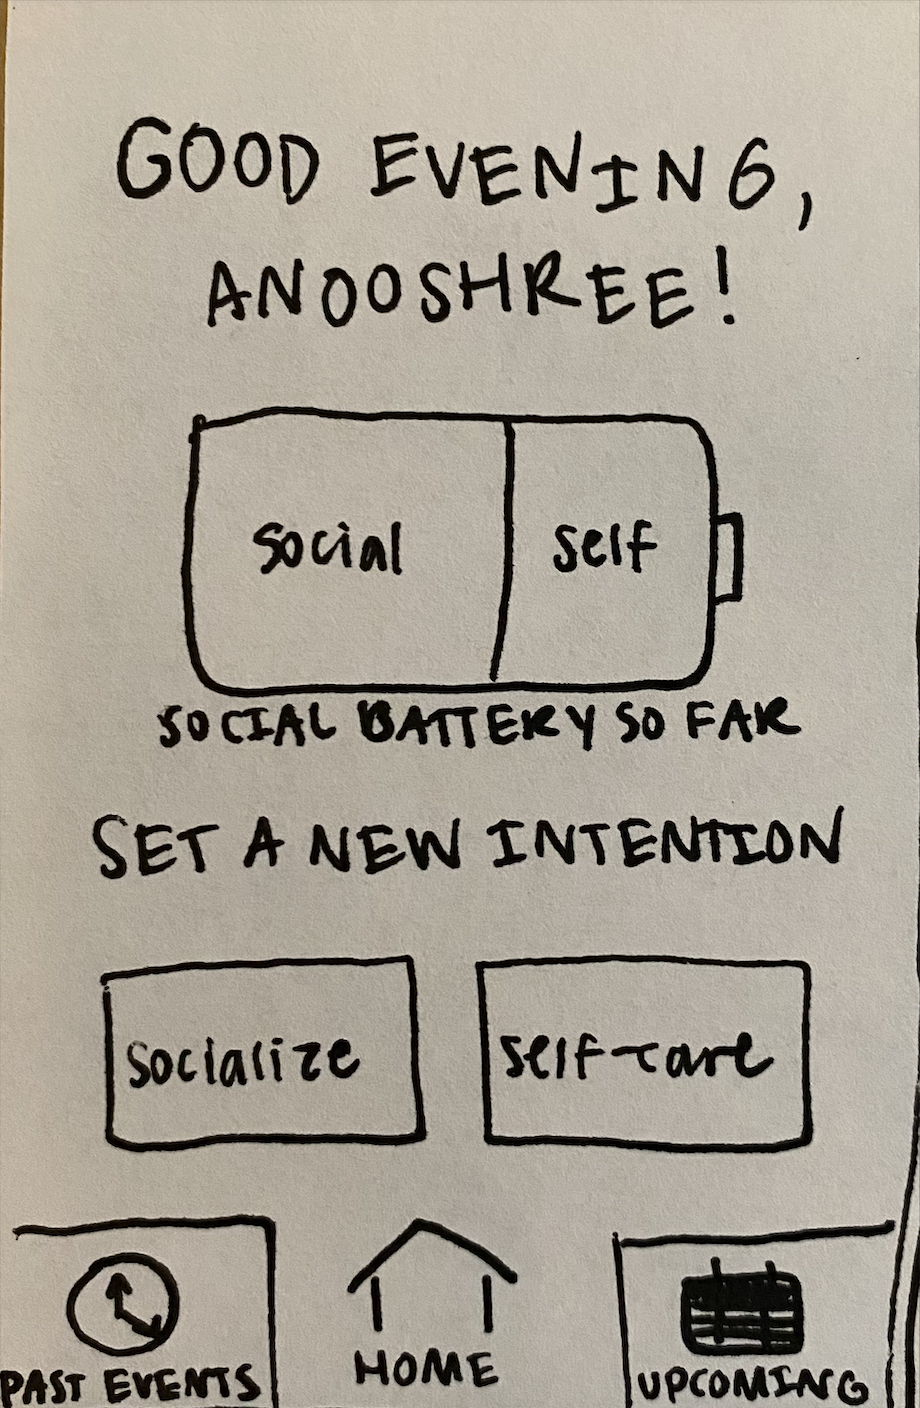 GOOD EVENING,
ANOOSHREE!
social self
SOCIAL BATTERY SO FAR
SET A NEW INTENTION
socialize self-care
HOME
PAST EVENTS UPCOMING